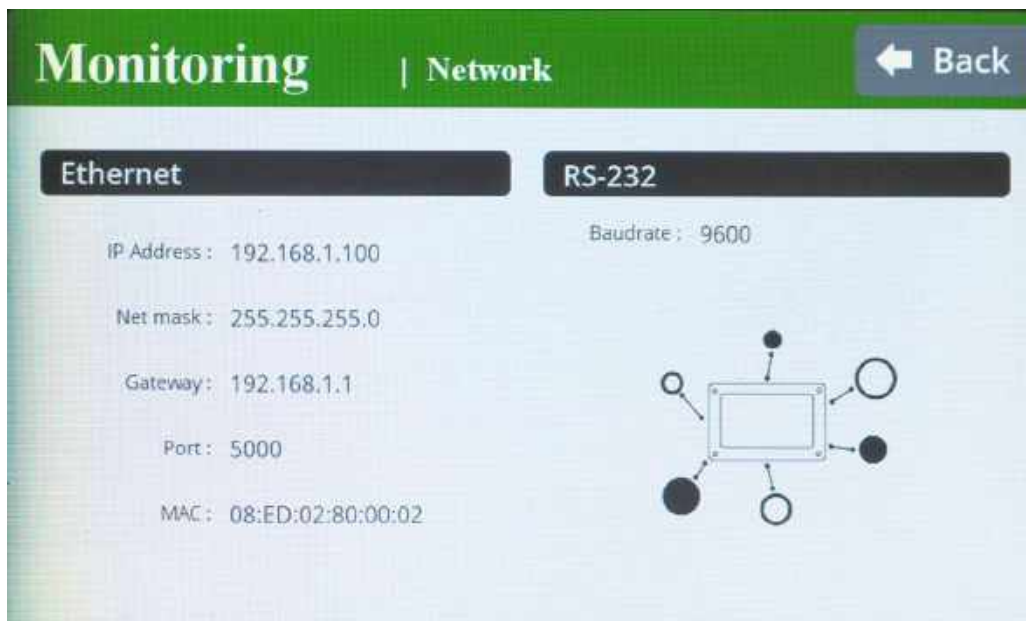 Monitoring | Network
Back
Ethernet
IP Address : 192.168.1.100
Net mask : 255.255.255.0
Gateway : 192.168.1.1
Port : 5000
MAC : 08:ED:02:80:00:02
RS-232
Baudrate : 9600